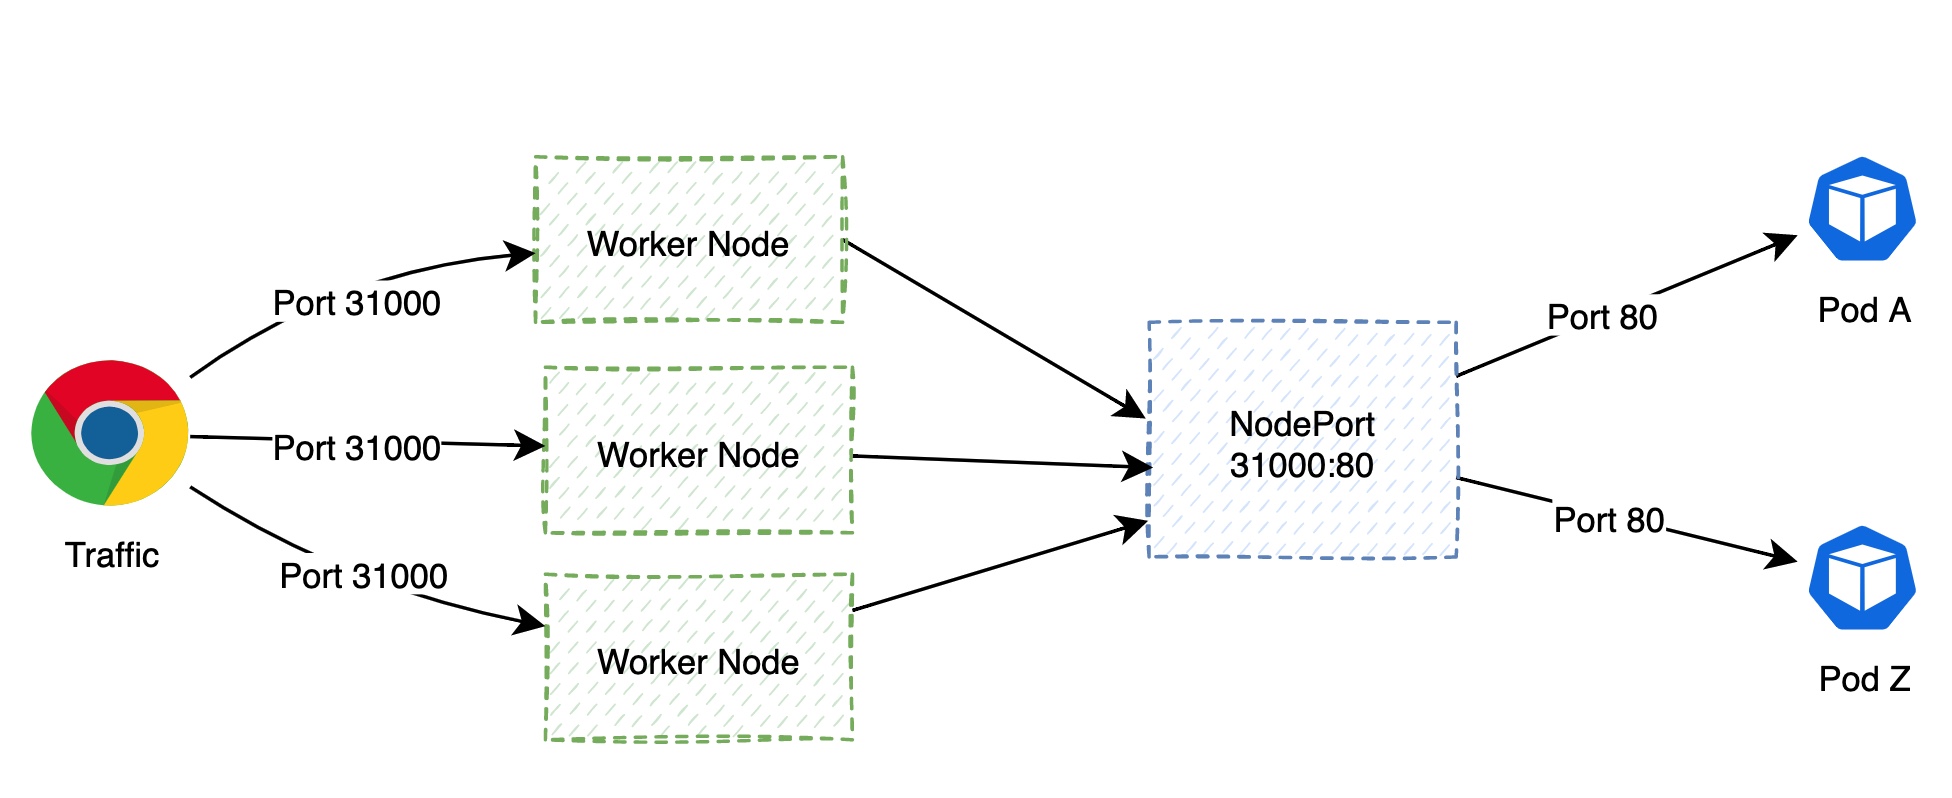 Worker Node
Port 31000
Port 31000
Traffic
Port 31000
Worker Node
Worker Node
NodePort
31000:80
Port 80
Pod A
Port 80
Pod Z